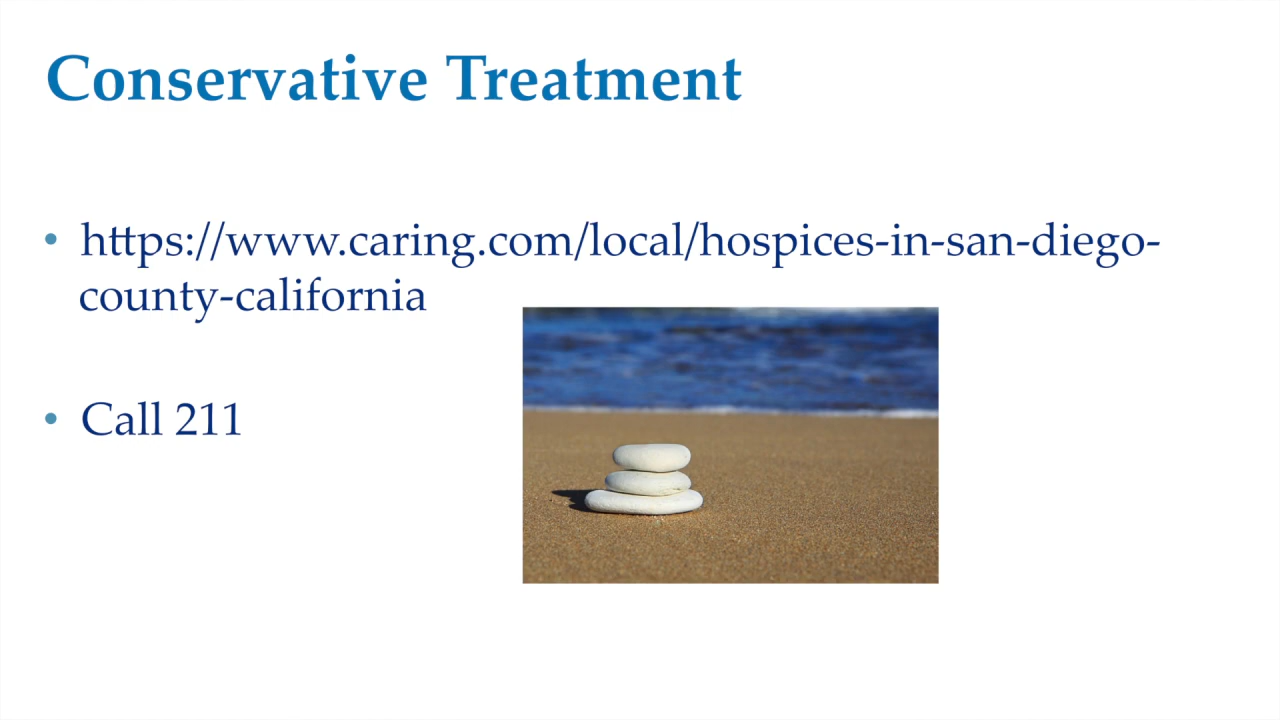 Conservative Treatment
• https://www.caring.com/local/hospices-in-san-diego-
county-california
• Call 211